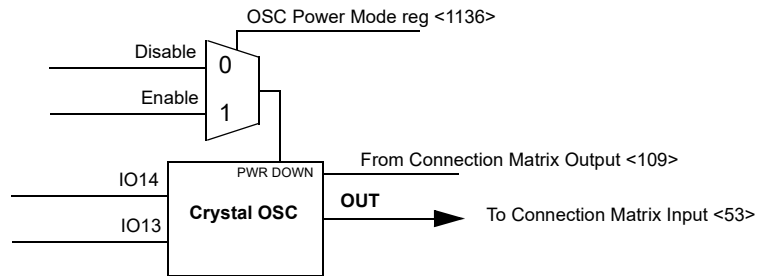 OSC Power Mode reg <1136>
Disable
0
Enable
1
PWR DOWN
From Connection Matrix Output <109>
IO14
Crystal OSC
OUT
To Connection Matrix Input <53>
IO13